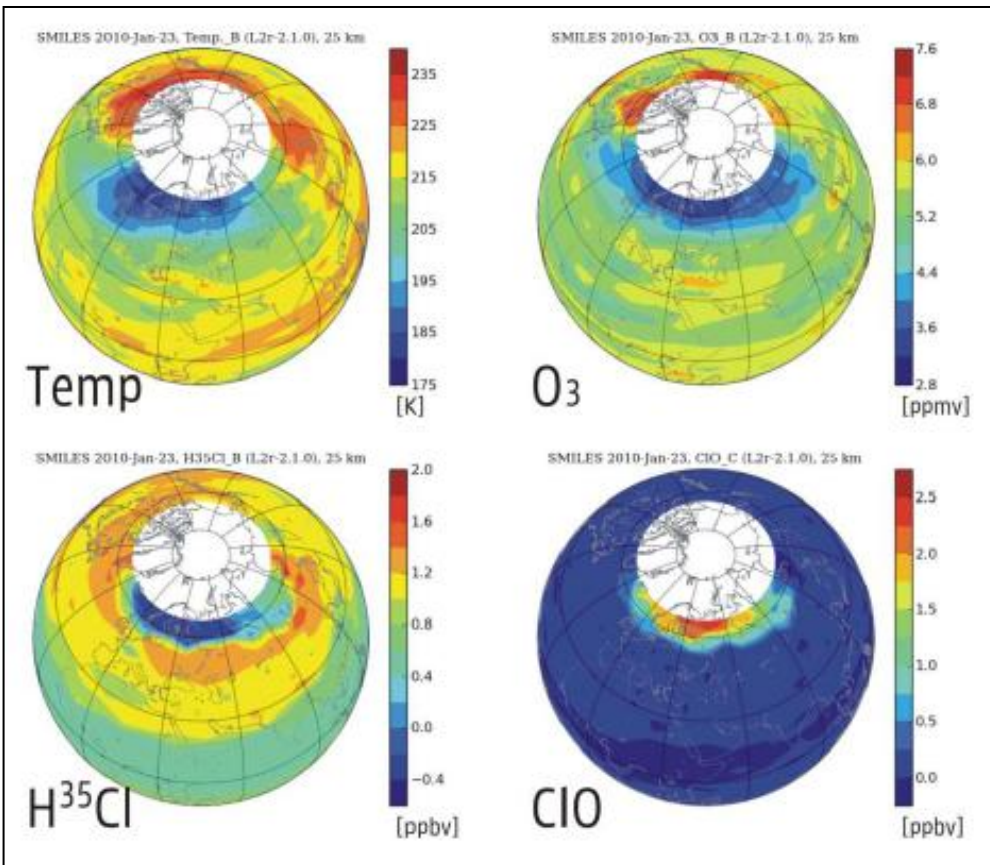 SMILES 2010-Jan-23, Temp._B (L2r-2.1.0), 25 km
235
225
215
205
195
185
175
[K]
Temp
SMILES 2010-Jan-23, O3_B (L2r-2.1.0), 25 km
7.6
6.8
6.0
5.2
4.4
3.6
2.8
[ppmv]
O3
SMILES 2010-Jan-23, H35Cl_B (L2r-2.1.0), 25 km
2.0
1.6
1.2
0.8
0.4
0.0
−0.4
[ppbv]
H³⁵Cl
SMILES 2010-Jan-23, ClO_C (L2r-2.1.0), 25 km
2.5
2.0
1.5
1.0
0.5
0.0
[ppbv]
ClO